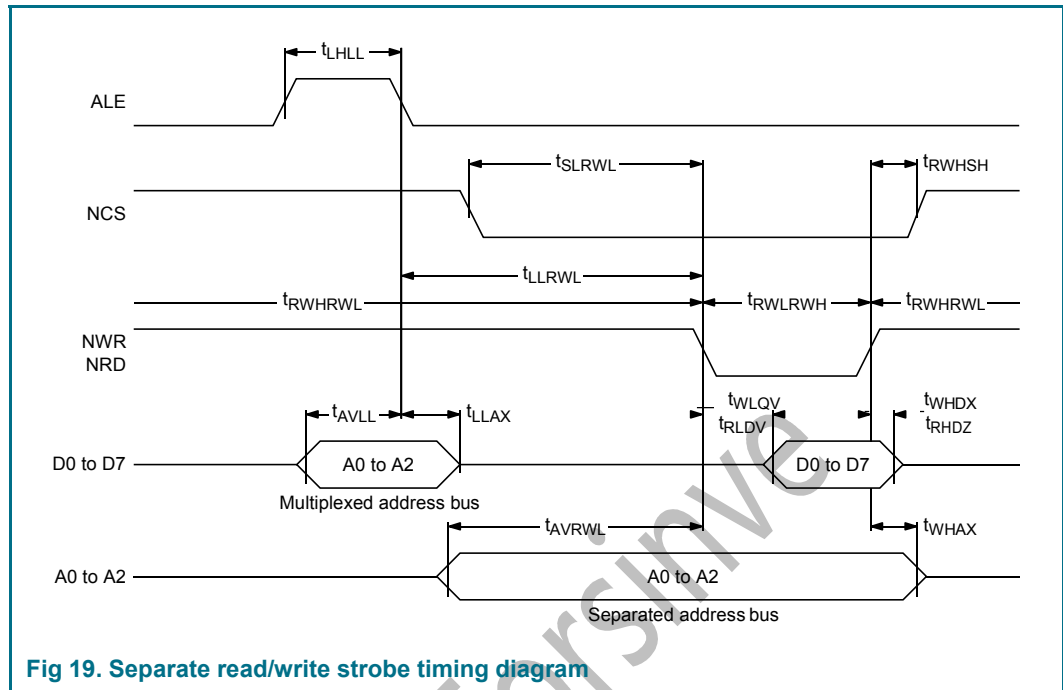 tLHLL
ALE
tSLRWL
tRWHSH
NCS
tLLRWL
tRWHRWL
tRWLRWH
tRWHRWL
NWR
NRD
tAVLL
tLLAX
tWLQV
tRLDV
tWHDX
tRHDZ
D0 to D7
A0 to A2
D0 to D7
Multiplexed address bus
tAVRWL
tWHAX
A0 to A2
A0 to A2
Separated address bus
Fig 19. Separate read/write strobe timing diagram